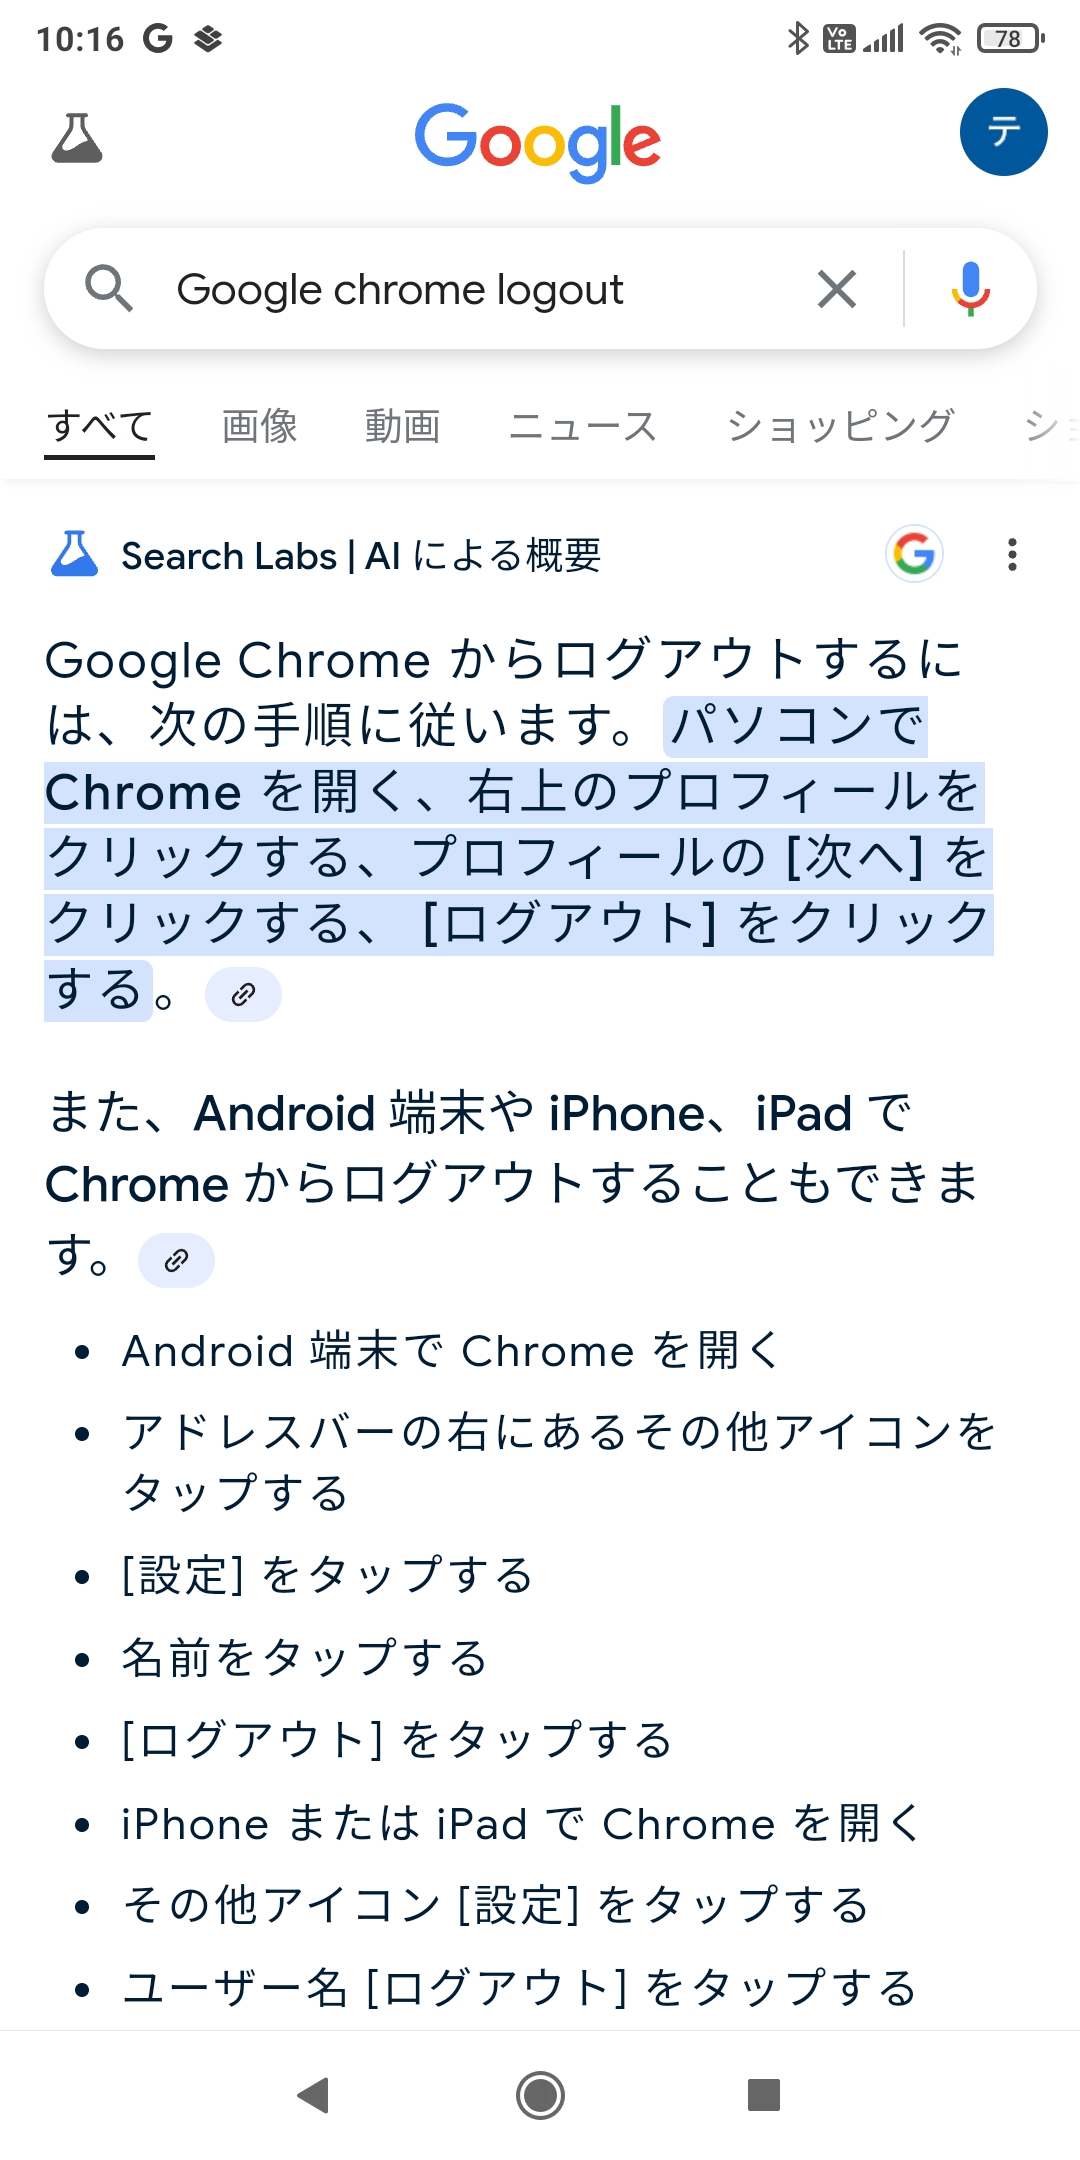 10:16
Vo LTE
78
Google
テ
Google chrome logout
すべて 画像 動画 ニュース ショッピング
Search Labs | AI による概要
Google Chrome からログアウトするに
は、次の手順に従います。パソコンで
Chrome を開く、右上のプロフィールを
クリックする、プロフィールの [次へ] を
クリックする、 [ログアウト] をクリック
する。
また、Android 端末や iPhone、iPad で
Chrome からログアウトすることもできま
す。
• Android 端末で Chrome を開く
• アドレスバーの右にあるその他アイコンを
タップする
• [設定] をタップする
• 名前をタップする
• [ログアウト] をタップする
• iPhone または iPad で Chrome を開く
• その他アイコン [設定] をタップする
• ユーザー名 [ログアウト] をタップする